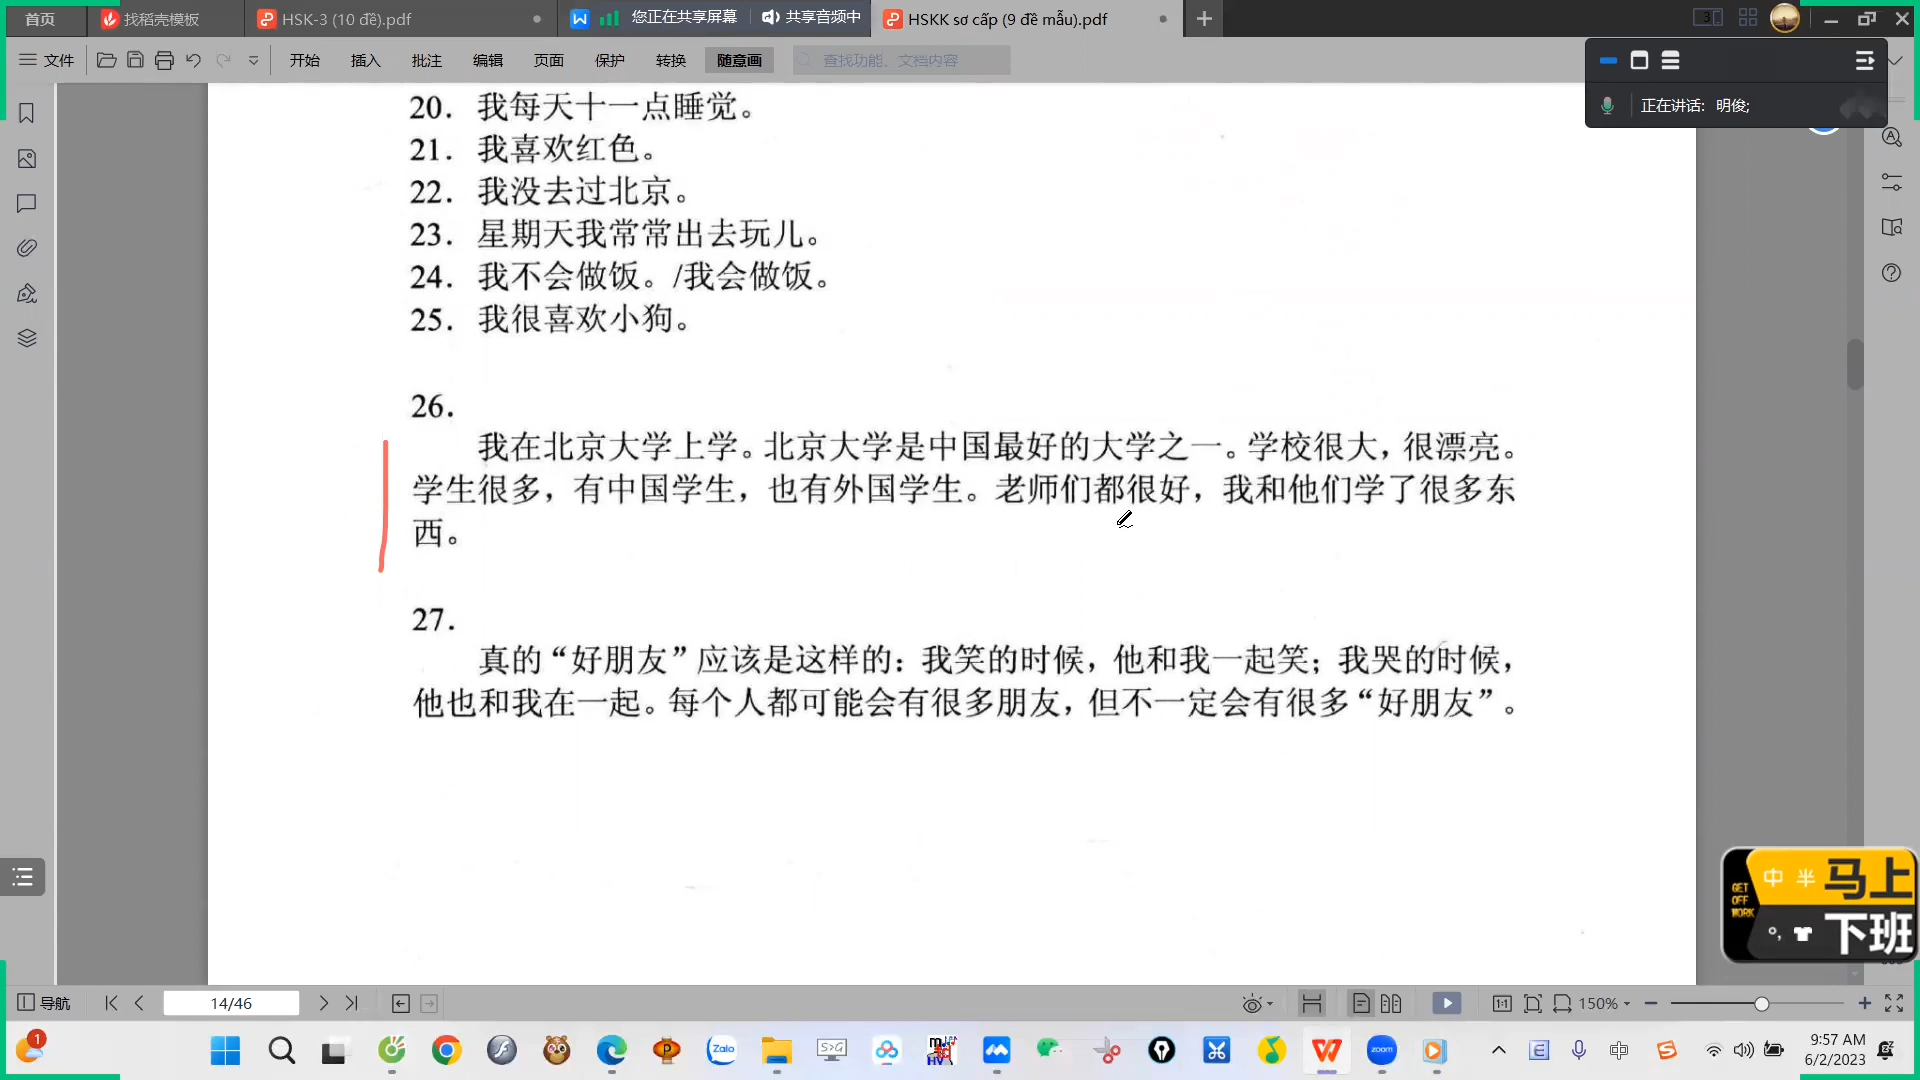 首页
找稻壳模板
HSK-3 (10 đề).pdf
您正在共享屏幕
共享音频中
HSKK sơ cấp (9 đề mẫu).pdf
文件
开始
插入
批注
编辑
页面
保护
转换
随意画
查找功能、文档内容
正在讲话: 明俊;
20. 我每天十一点睡觉。
21. 我喜欢红色。
22. 我没去过北京。
23. 星期天我常常出去玩儿。
24. 我不会做饭。/我会做饭。
25. 我很喜欢小狗。
26.
我在北京大学上学。北京大学是中国最好的大学之一。学校很大，很漂亮。
学生很多，有中国学生，也有外国学生。老师们都很好，我和他们学了很多东
西。
27.
真的“好朋友”应该是这样的：我笑的时候，他和我一起笑；我哭的时候，
他也和我在一起。每个人都可能会有很多朋友，但不一定会有很多“好朋友”。
GET
OFF
WORK
中 半
马上
下班
导航
14/46
150%
1
Zalo
S>G
zoom
中
9:57 AM
6/2/2023